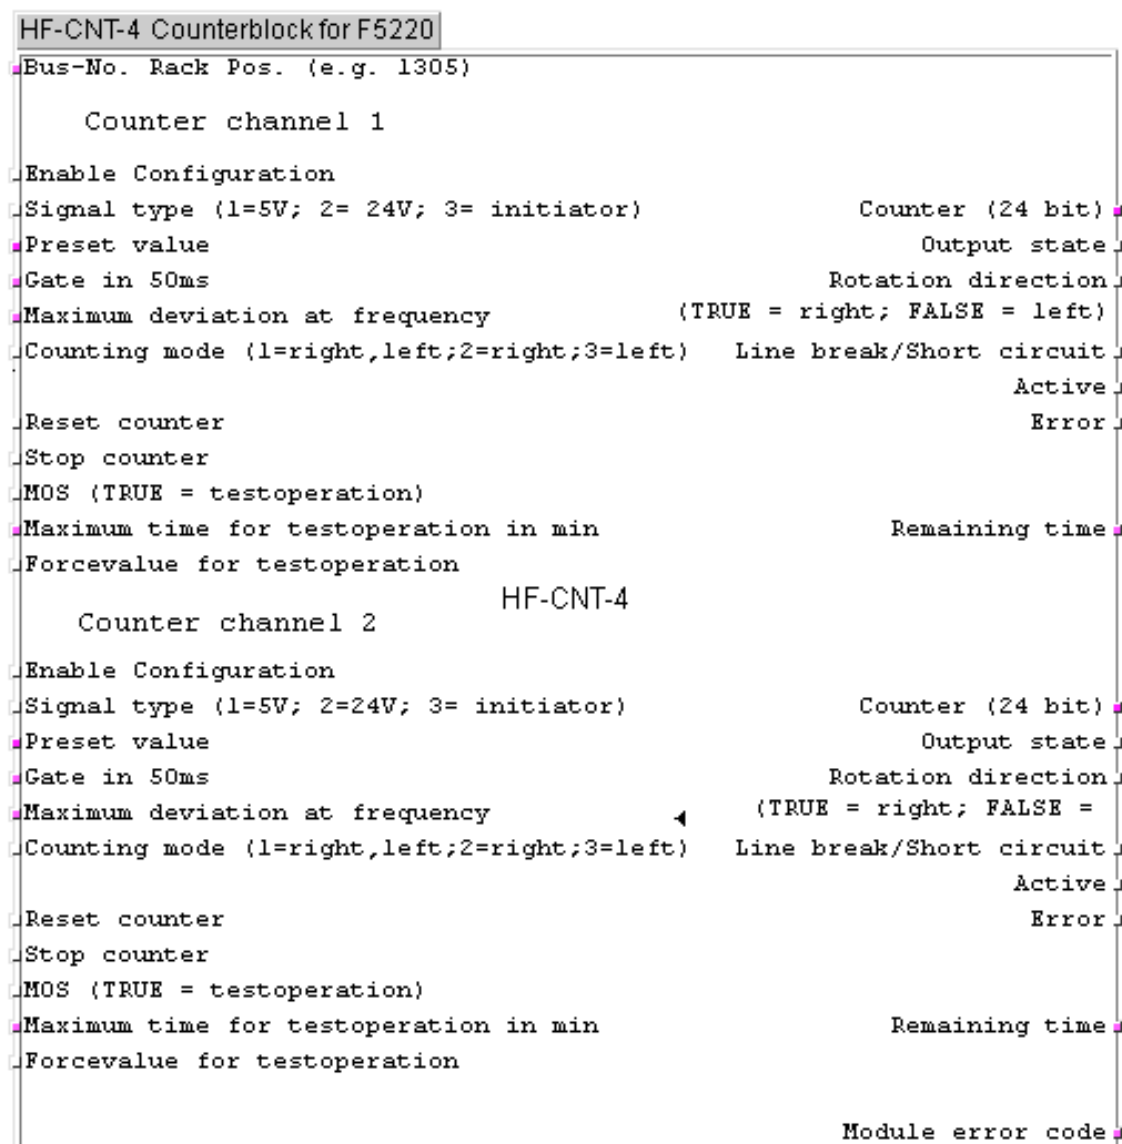 HF-CNT-4 Counterblock for F5220
Bus-No. Rack Pos. (e.g. 1305)
Counter channel 1
Enable Configuration
Signal type (1=5V; 2= 24V; 3= initiator) Counter (24 bit)
Preset value Output state
Gate in 50ms Rotation direction
Maximum deviation at frequency (TRUE = right; FALSE = left)
Counting mode (1=right,left;2=right;3=left) Line break/Short circuit
Active
Reset counter Error
Stop counter
MOS (TRUE = testoperation)
Maximum time for testoperation in min Remaining time
Forcevalue for testoperation
HF-CNT-4
Counter channel 2
Enable Configuration
Signal type (1=5V; 2=24V; 3= initiator) Counter (24 bit)
Preset value Output state
Gate in 50ms Rotation direction
Maximum deviation at frequency (TRUE = right; FALSE =
Counting mode (1=right,left;2=right;3=left) Line break/Short circuit
Active
Reset counter Error
Stop counter
MOS (TRUE = testoperation)
Maximum time for testoperation in min Remaining time
Forcevalue for testoperation
Module error code